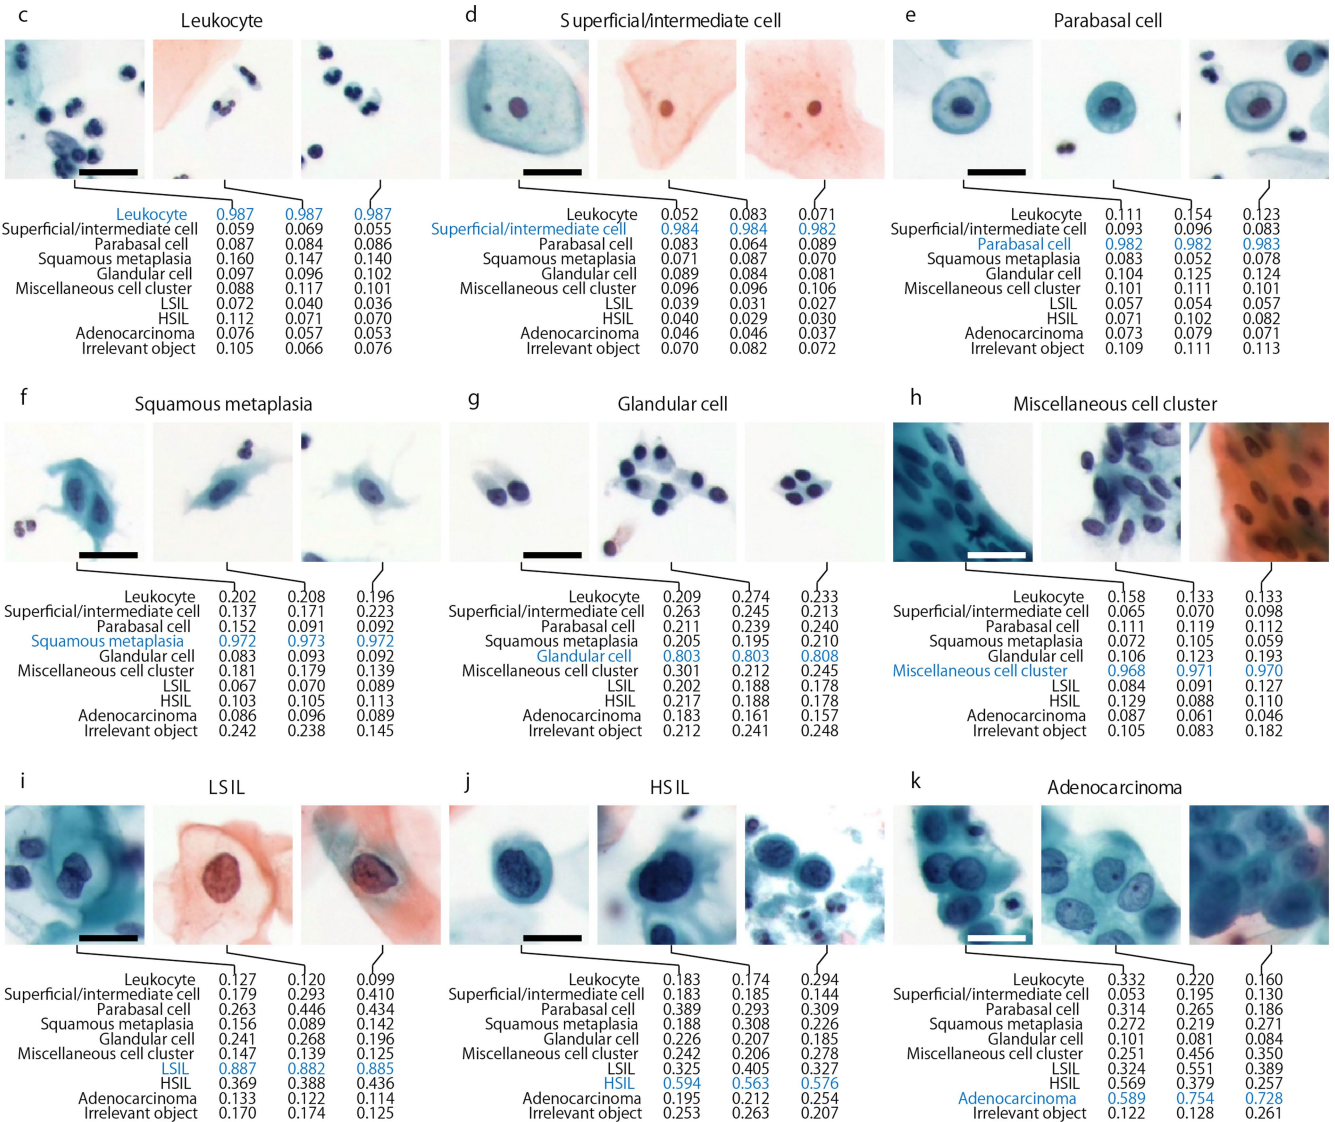 c Leukocyte
Leukocyte 0.987 0.987 0.987
Superficial/intermediate cell 0.059 0.069 0.055
Parabasal cell 0.087 0.084 0.086
Squamous metaplasia 0.160 0.147 0.140
Glandular cell 0.097 0.096 0.102
Miscellaneous cell cluster 0.088 0.117 0.101
LSIL 0.072 0.040 0.036
HSIL 0.112 0.071 0.070
Adenocarcinoma 0.076 0.057 0.053
Irrelevant object 0.105 0.066 0.076
d Superficial/intermediate cell
Leukocyte 0.052 0.083 0.071
Superficial/intermediate cell 0.984 0.984 0.982
Parabasal cell 0.083 0.064 0.089
Squamous metaplasia 0.071 0.087 0.070
Glandular cell 0.089 0.084 0.081
Miscellaneous cell cluster 0.096 0.096 0.106
LSIL 0.039 0.031 0.027
HSIL 0.040 0.029 0.030
Adenocarcinoma 0.046 0.046 0.037
Irrelevant object 0.070 0.082 0.072
e Parabasal cell
Leukocyte 0.111 0.154 0.123
Superficial/intermediate cell 0.093 0.096 0.083
Parabasal cell 0.982 0.982 0.983
Squamous metaplasia 0.083 0.052 0.078
Glandular cell 0.104 0.125 0.124
Miscellaneous cell cluster 0.101 0.111 0.101
LSIL 0.057 0.054 0.057
HSIL 0.071 0.102 0.082
Adenocarcinoma 0.073 0.079 0.071
Irrelevant object 0.109 0.111 0.113
f Squamous metaplasia
Leukocyte 0.202 0.208 0.196
Superficial/intermediate cell 0.137 0.171 0.223
Parabasal cell 0.152 0.091 0.092
Squamous metaplasia 0.972 0.973 0.972
Glandular cell 0.083 0.093 0.092
Miscellaneous cell cluster 0.181 0.179 0.139
LSIL 0.067 0.070 0.089
HSIL 0.103 0.105 0.113
Adenocarcinoma 0.086 0.096 0.089
Irrelevant object 0.242 0.238 0.145
g Glandular cell
Leukocyte 0.209 0.274 0.233
Superficial/intermediate cell 0.263 0.245 0.213
Parabasal cell 0.211 0.239 0.240
Squamous metaplasia 0.205 0.195 0.210
Glandular cell 0.803 0.803 0.808
Miscellaneous cell cluster 0.301 0.212 0.245
LSIL 0.202 0.188 0.178
HSIL 0.217 0.188 0.178
Adenocarcinoma 0.183 0.161 0.157
Irrelevant object 0.212 0.241 0.248
h Miscellaneous cell cluster
Leukocyte 0.158 0.133 0.133
Superficial/intermediate cell 0.065 0.070 0.098
Parabasal cell 0.111 0.119 0.112
Squamous metaplasia 0.072 0.105 0.059
Glandular cell 0.106 0.123 0.193
Miscellaneous cell cluster 0.968 0.971 0.970
LSIL 0.084 0.091 0.127
HSIL 0.129 0.088 0.110
Adenocarcinoma 0.087 0.061 0.046
Irrelevant object 0.105 0.083 0.182
i LSIL
Leukocyte 0.127 0.120 0.099
Superficial/intermediate cell 0.179 0.293 0.410
Parabasal cell 0.263 0.446 0.434
Squamous metaplasia 0.156 0.089 0.142
Glandular cell 0.241 0.268 0.196
Miscellaneous cell cluster 0.147 0.139 0.125
LSIL 0.887 0.882 0.885
HSIL 0.369 0.388 0.436
Adenocarcinoma 0.133 0.122 0.114
Irrelevant object 0.170 0.174 0.125
j HSIL
Leukocyte 0.183 0.174 0.294
Superficial/intermediate cell 0.183 0.185 0.144
Parabasal cell 0.389 0.293 0.309
Squamous metaplasia 0.188 0.308 0.226
Glandular cell 0.226 0.207 0.185
Miscellaneous cell cluster 0.242 0.206 0.278
LSIL 0.325 0.405 0.327
HSIL 0.594 0.563 0.576
Adenocarcinoma 0.195 0.212 0.254
Irrelevant object 0.253 0.263 0.207
k Adenocarcinoma
Leukocyte 0.332 0.220 0.160
Superficial/intermediate cell 0.053 0.195 0.130
Parabasal cell 0.314 0.265 0.186
Squamous metaplasia 0.272 0.219 0.271
Glandular cell 0.101 0.081 0.084
Miscellaneous cell cluster 0.251 0.456 0.350
LSIL 0.324 0.551 0.389
HSIL 0.569 0.379 0.257
Adenocarcinoma 0.589 0.754 0.728
Irrelevant object 0.122 0.128 0.261